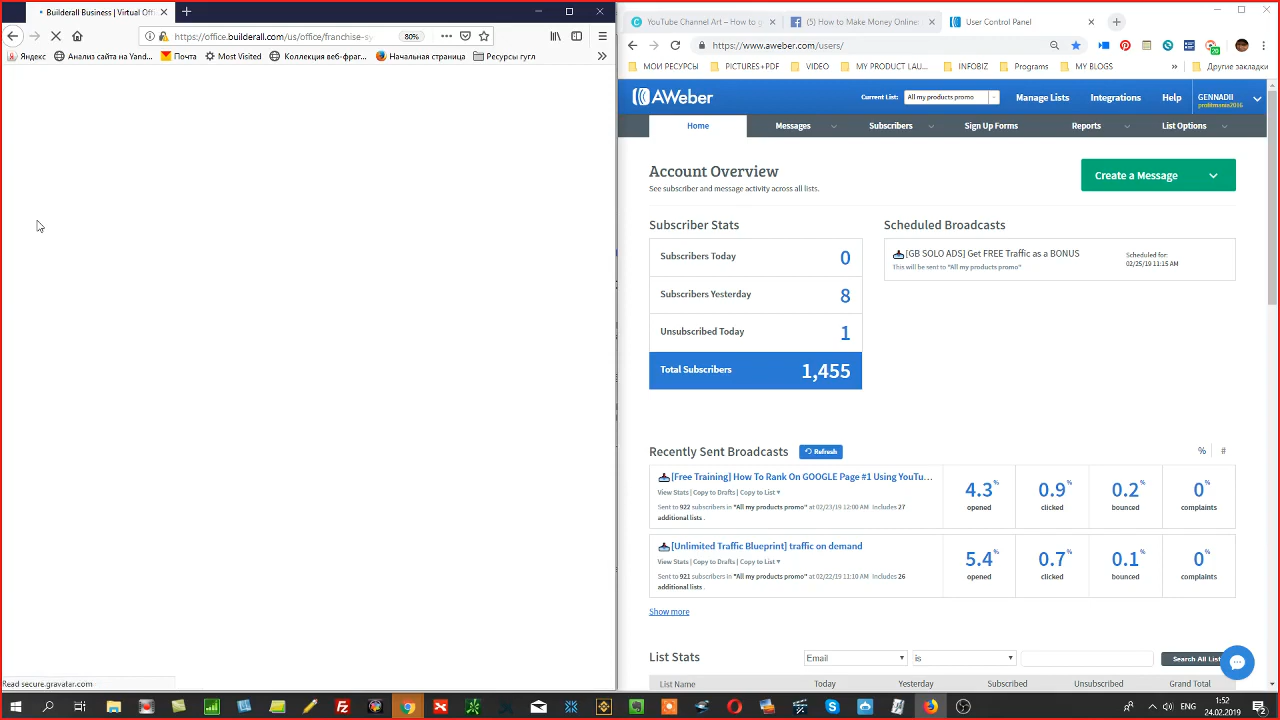 Builderall Business | Virtual Offi
https://office.builderall.com/us/office/franchise-sy
80%
Яндекс
Анализ сайта на Yand...
Почта
Most Visited
Коллекция веб-фраг...
Начальная страница
Ресурсы гугл
Read secure.gravatar.com
YouTube Channel Art – How to g
(5) How to Make Money Online:
User Control Panel
https://www.aweber.com/users/
20
МОИ РЕСУРСЫ
PICTURES+PDF
VIDEO
MY PRODUCT LAU...
INFOBIZ
Programs
MY BLOGS
Другие закладки
AWeber
Current List:
All my products promo
Manage Lists
Integrations
Help
GENNADII
profitmania2016
Home
Messages
Subscribers
Sign Up Forms
Reports
List Options
Account Overview
See subscriber and message activity across all lists.
Create a Message
Subscriber Stats
Subscribers Today 0
Subscribers Yesterday 8
Unsubscribed Today 1
Total Subscribers 1,455
Scheduled Broadcasts
[GB SOLO ADS] Get FREE Traffic as a BONUS
This will be sent to "All my products promo"
Scheduled for:
02/25/19 11:15 AM
Recently Sent Broadcasts
Refresh
% #
[Free Training] How To Rank On GOOGLE Page #1 Using YouTu...
View Stats | Copy to Drafts | Copy to List ▾
Sent to 922 subscribers in "All my products promo" at 02/23/19 12:00 AM Includes 27
additional lists .
4.3% opened
0.9% clicked
0.2% bounced
0% complaints
[Unlimited Traffic Blueprint] traffic on demand
View Stats | Copy to Drafts | Copy to List ▾
Sent to 921 subscribers in "All my products promo" at 02/22/19 11:10 AM Includes 26
additional lists .
5.4% opened
0.7% clicked
0.1% bounced
0% complaints
Show more
List Stats
Email
is
Search All List
List Name
Today
Yesterday
Subscribed
Unsubscribed
Grand Total
ENG
1:52
24.02.2019
2